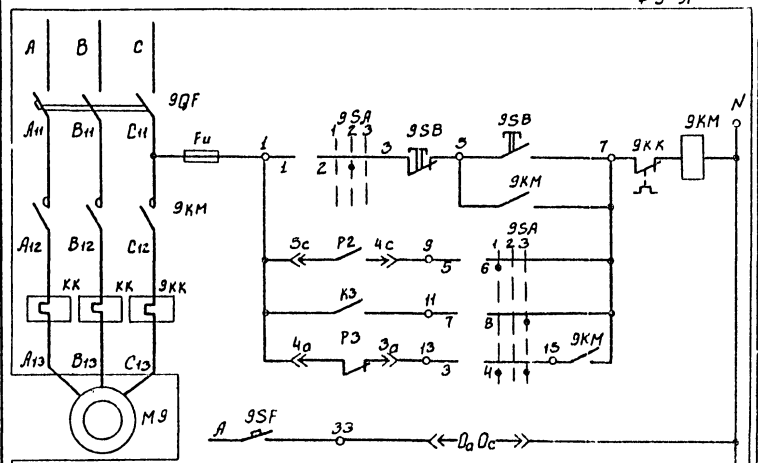 A B C
9QF
A11 B11 C11
Fu
1
1
2
9SA
1 2 3
3
9SB
5
9SB
7
9KK
9KM
N
9KM
9KM
A12 B12 C12
5c P2 4c 9
5
6
9SA
1 2 3
KK KK 9KK
K3 11
7
8
A13 B13 C13
4a P3 3a 13
3
4
15
9KM
M9
A 9SF 33
0a 0c